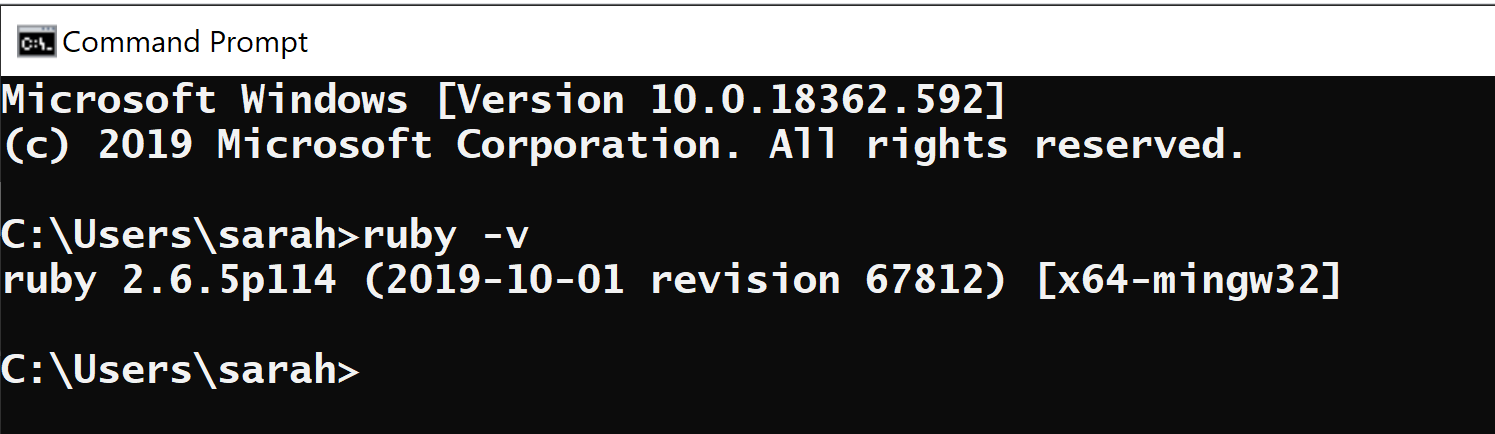 Command Prompt
Microsoft Windows [Version 10.0.18362.592]
(c) 2019 Microsoft Corporation. All rights reserved.
C:\Users\sarah>ruby -v
ruby 2.6.5p114 (2019-10-01 revision 67812) [x64-mingw32]
C:\Users\sarah>